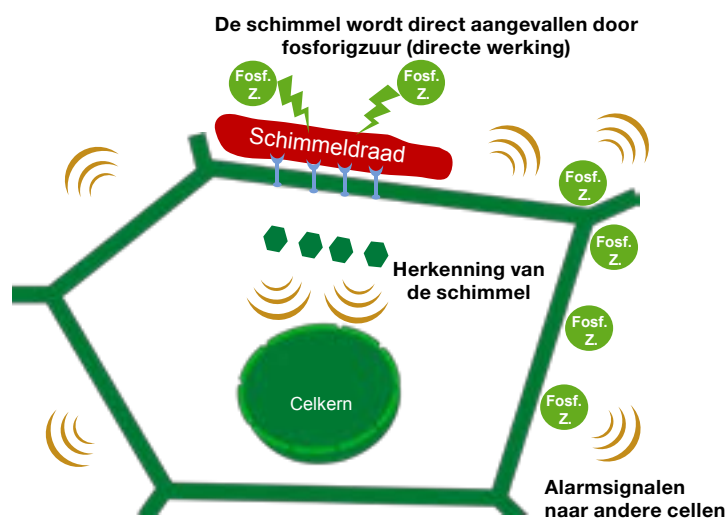 De schimmel wordt direct aangevallen door
fosforigzuur (directe werking)
Fosf.
Z.
Fosf.
Z.
Schimmeldraad
Fosf.
Z.
Fosf.
Z.
Herkenning van
de schimmel
Fosf.
Z.
Celkern
Fosf.
Z.
Alarmsignalen
naar andere cellen